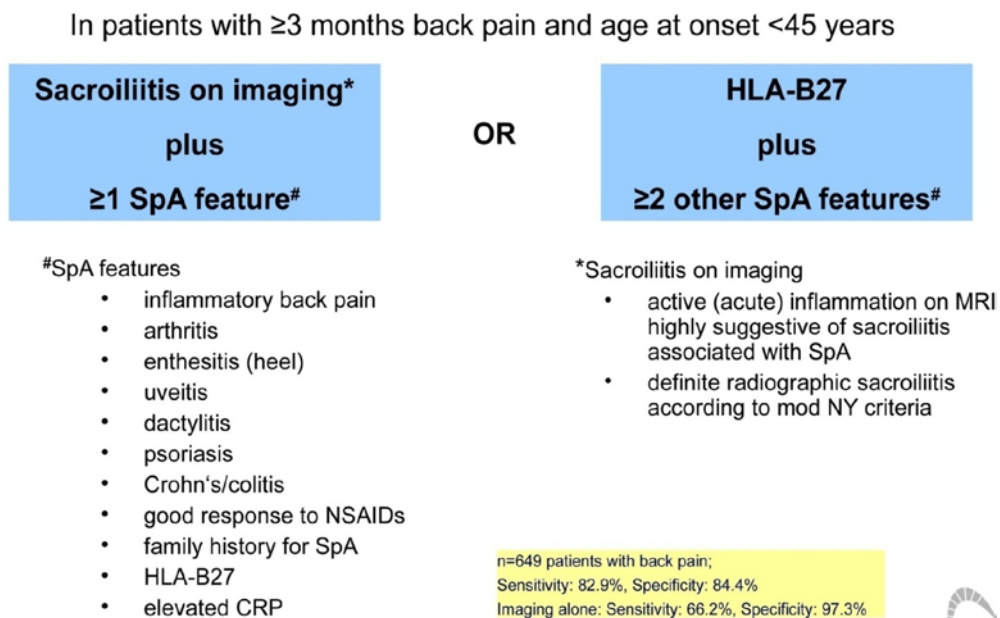 In patients with ≥3 months back pain and age at onset <45 years
Sacroiliitis on imaging*
plus
≥1 SpA feature#
OR
HLA-B27
plus
≥2 other SpA features#
#SpA features
• inflammatory back pain
• arthritis
• enthesitis (heel)
• uveitis
• dactylitis
• psoriasis
• Crohn‘s/colitis
• good response to NSAIDs
• family history for SpA
• HLA-B27
• elevated CRP
*Sacroiliitis on imaging
• active (acute) inflammation on MRI
highly suggestive of sacroiliitis
associated with SpA
• definite radiographic sacroiliitis
according to mod NY criteria
n=649 patients with back pain;
Sensitivity: 82.9%, Specificity: 84.4%
Imaging alone: Sensitivity: 66.2%, Specificity: 97.3%